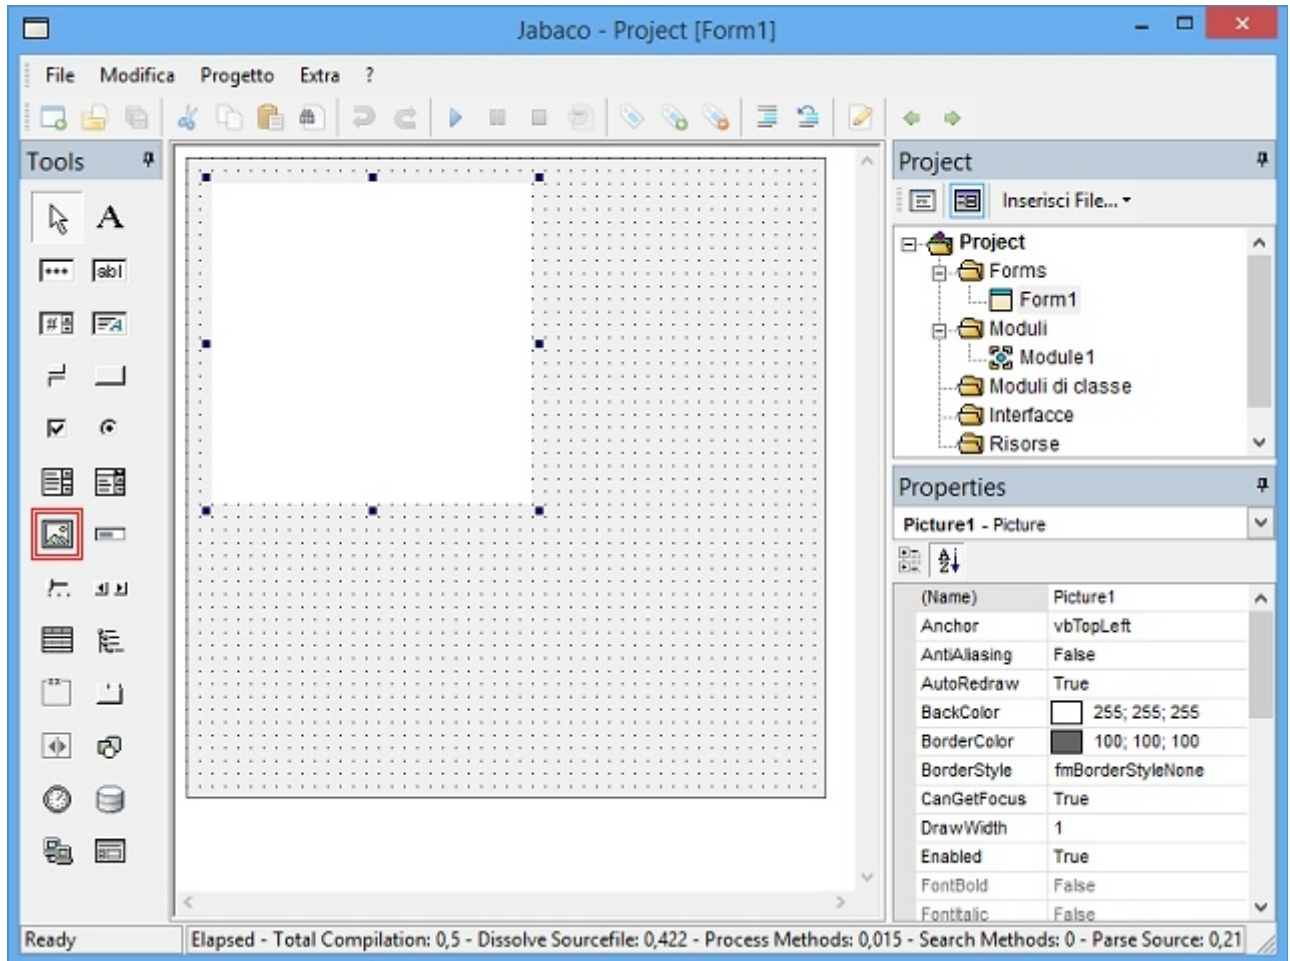 Jabaco - Project [Form1]
File Modifica Progetto Extra ?
Tools
A
abl
#
A
Project
Inserisci File...
Project
Forms
Form1
Moduli
Module1
Moduli di classe
Interfacce
Risorse
Properties
Picture1 - Picture
A
Z
(Name) Picture1
Anchor vbTopLeft
AntiAliasing False
AutoRedraw True
BackColor 255; 255; 255
BorderColor 100; 100; 100
BorderStyle fmBorderStyleNone
CanGetFocus True
DrawWidth 1
Enabled True
FontBold False
FontItalic False
Ready
Elapsed - Total Compilation: 0,5 - Dissolve Sourcefile: 0,422 - Process Methods: 0,015 - Search Methods: 0 - Parse Source: 0,21